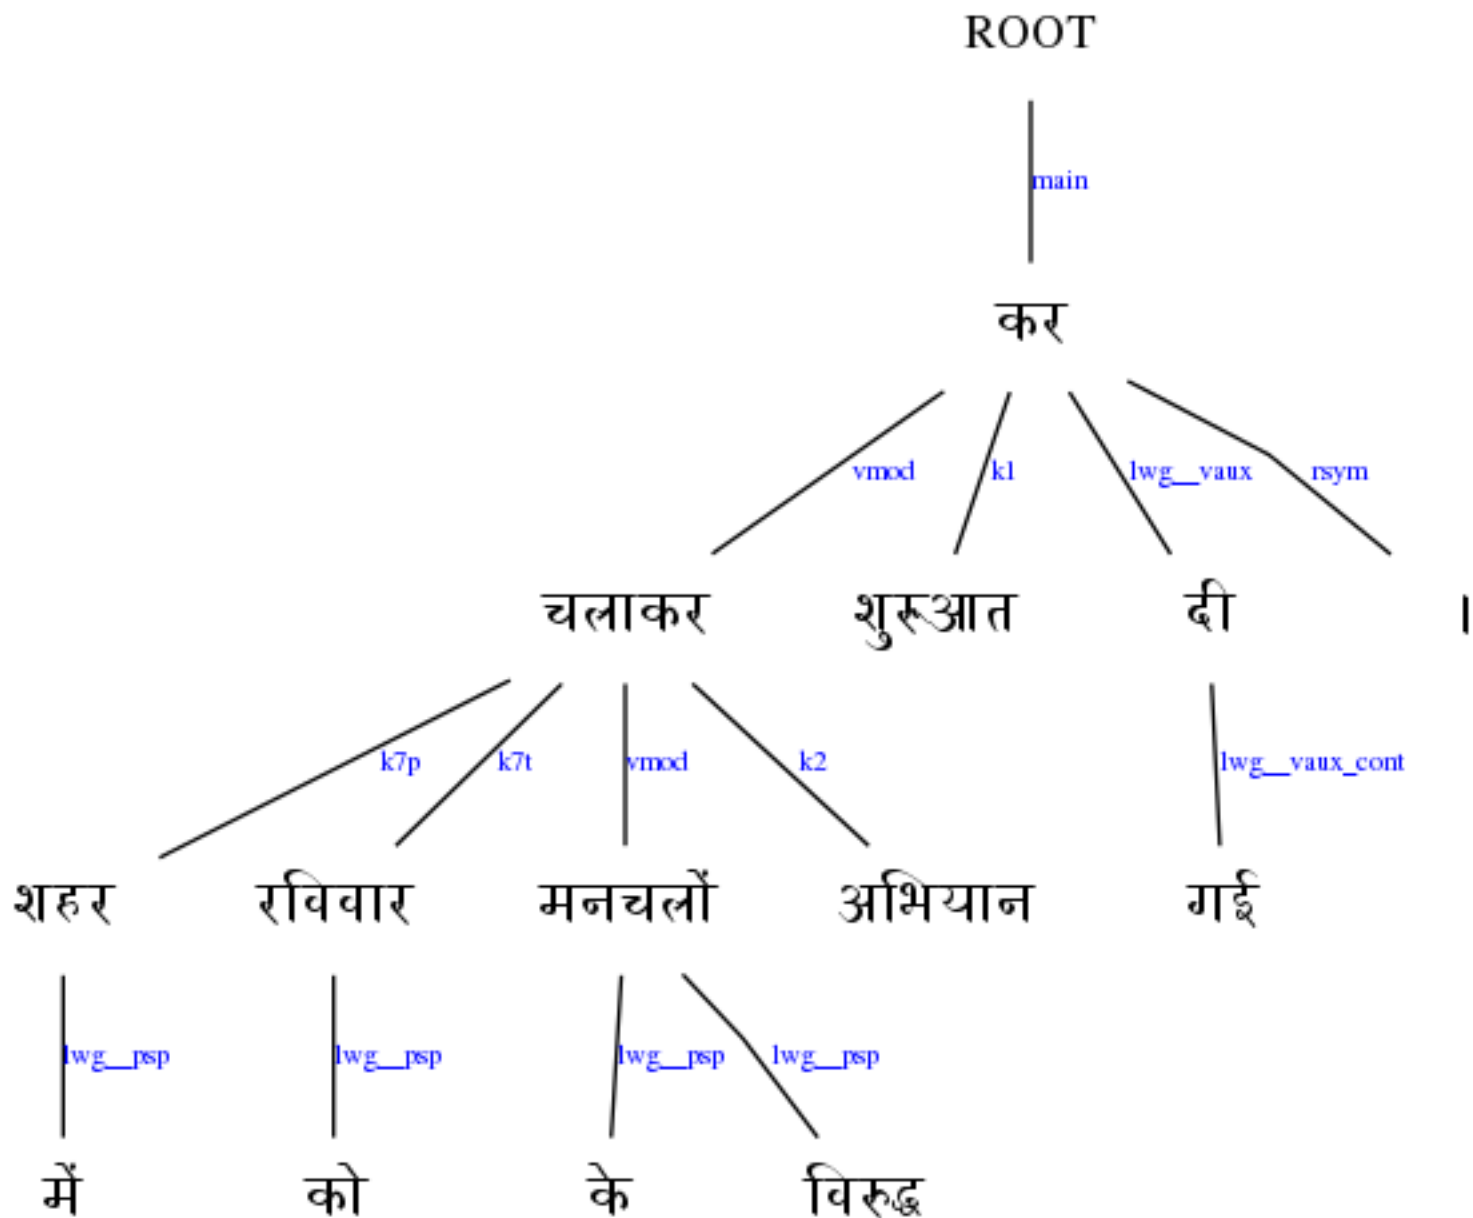 ROOT
main
कर
vmod k1 lwg__vaux rsym
चलाकर शुरूआत दी ।
k7p k7t vmod k2 lwg__vaux_cont
शहर रविवार मनचलों अभियान गई
lwg__psp lwg__psp lwg__psp lwg__psp
में को के विरुद्ध